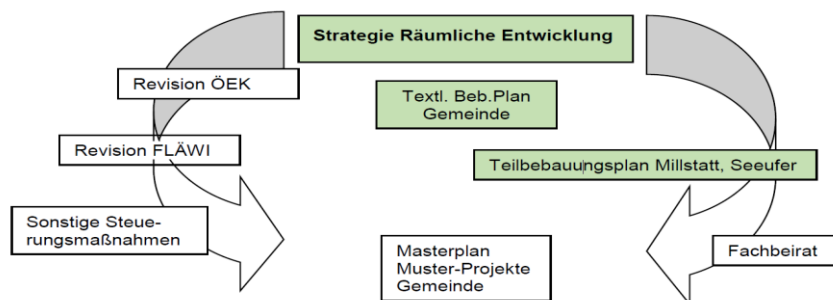 Strategie Räumliche Entwicklung
Revision ÖEK
Textl. Beb.Plan
Gemeinde
Revision FLÄWI
Teilbebauungsplan Millstatt, Seeufer
Sonstige Steue-
rungsmaßnahmen
Masterplan
Muster-Projekte
Gemeinde
Fachbeirat